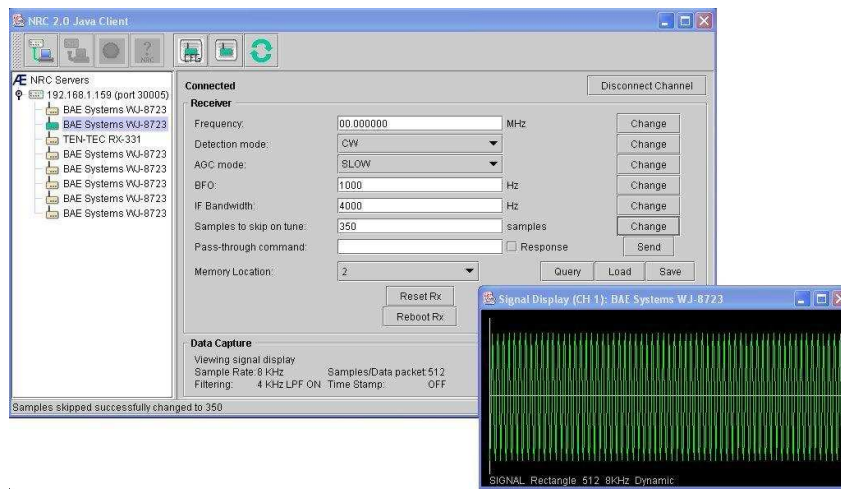 NRC 2.0 Java Client
CFG
?
NRC
Æ NRC Servers
192.168.1.159 (port 30005)
BAE Systems WJ-8723
BAE Systems WJ-8723
TEN-TEC RX-331
BAE Systems WJ-8723
BAE Systems WJ-8723
BAE Systems WJ-8723
BAE Systems WJ-8723
BAE Systems WJ-8723
Connected
Disconnect Channel
Receiver
Frequency: 00.000000 MHz Change
Detection mode: CW Change
AGC mode: SLOW Change
BFO: 1000 Hz Change
IF Bandwidth: 4000 Hz Change
Samples to skip on tune: 350 samples Change
Pass-through command: Response Send
Memory Location: 2 Query Load Save
Reset Rx
Reboot Rx
Data Capture
Viewing signal display
Sample Rate: 8 KHz Samples/Data packet: 512
Filtering: 4 KHz LPF ON Time Stamp: OFF
Samples skipped successfully changed to 350
Signal Display (CH 1): BAE Systems WJ-8723
SIGNAL Rectangle 512 8KHz Dynamic